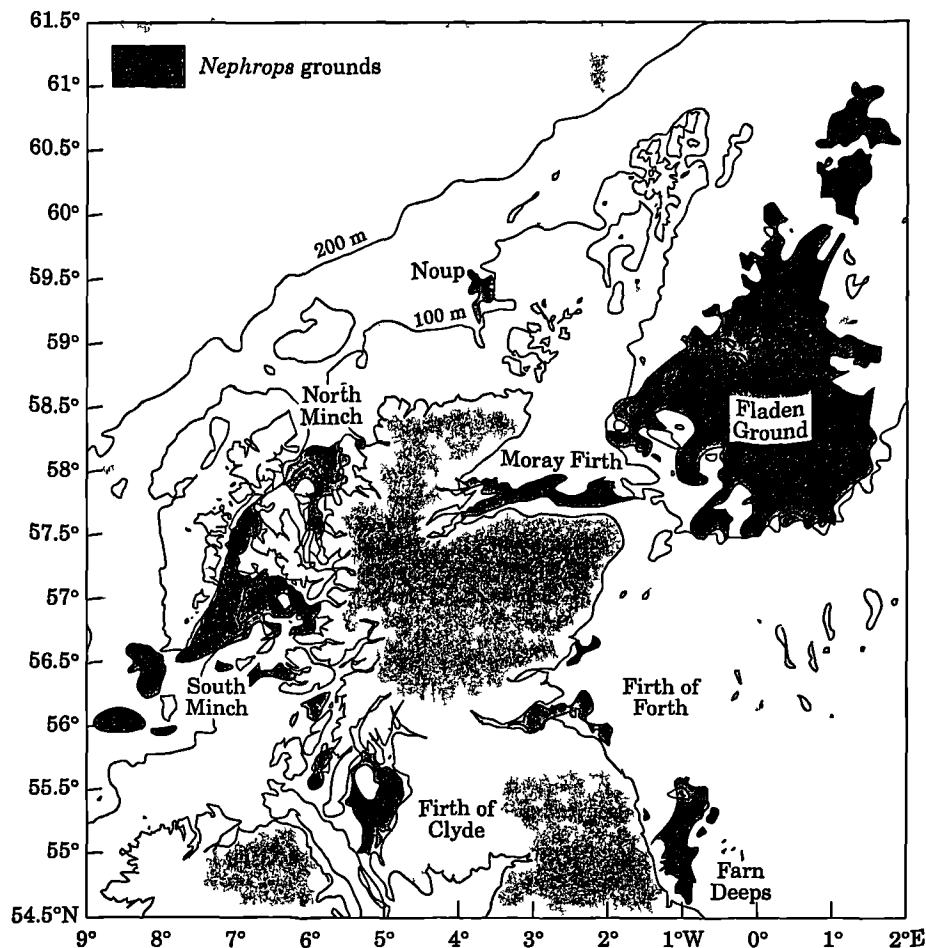 61.5°
61°
60.5°
60°
59.5°
59°
58.5°
58°
57.5°
57°
56.5°
56°
55.5°
55°
54.5°N
Nephrops grounds
200 m
Noup
100 m
North
Minch
Fladen
Ground
Moray Firth
South
Minch
Firth of
Forth
Firth of
Clyde
Farn
Deeps
9° 8° 7° 6° 5° 4° 3° 2° 1°W 0° 1° 2°E